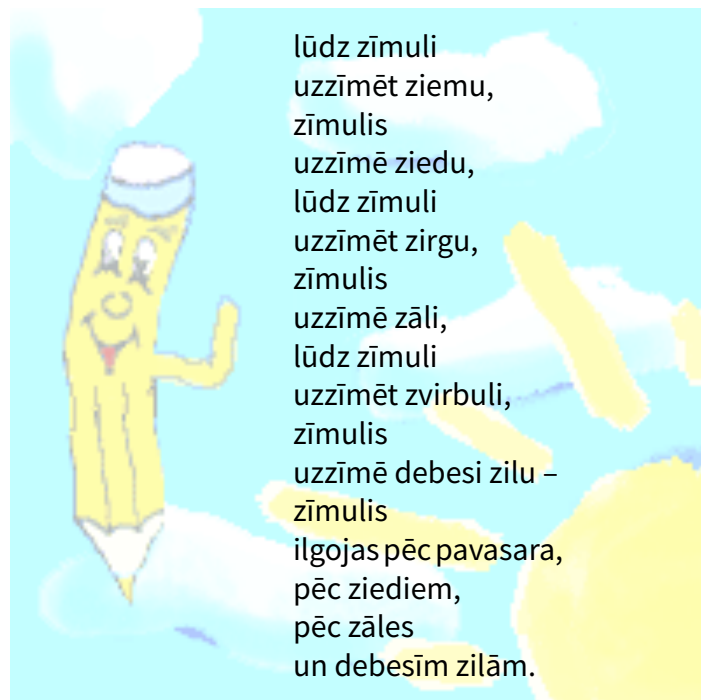 lūdz zīmuli
uzzīmēt ziemu,
zīmulis
uzzīmē ziedu,
lūdz zīmuli
uzzīmēt zirgu,
zīmulis
uzzīmē zāli,
lūdz zīmuli
uzzīmēt zvirbuli,
zīmulis
uzzīmē debesi zilu –
zīmulis
ilgojas pēc pavasara,
pēc ziediem,
pēc zāles
un debesīm zilām.